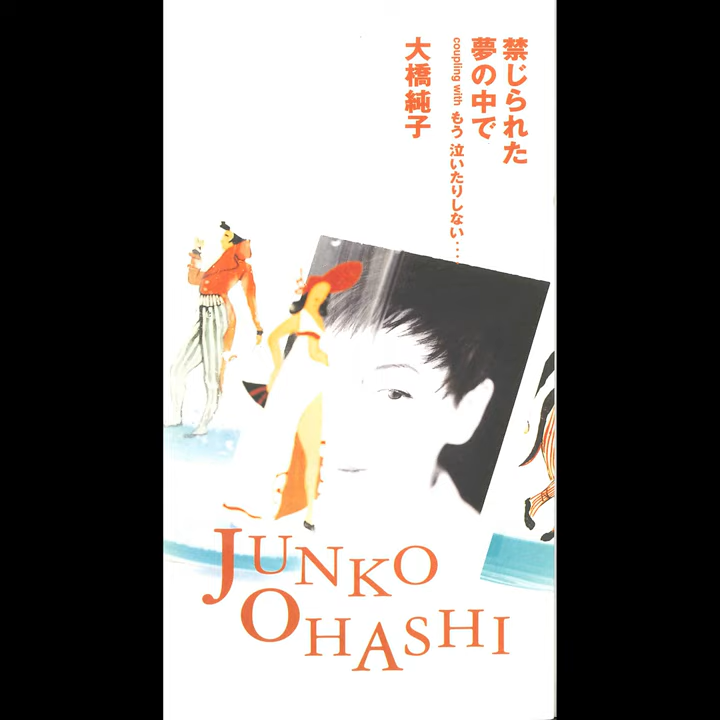 禁じられた
夢の中で
coupling with もう 泣いたりしない‥‥
大橋純子
JUNKO
OHASHI